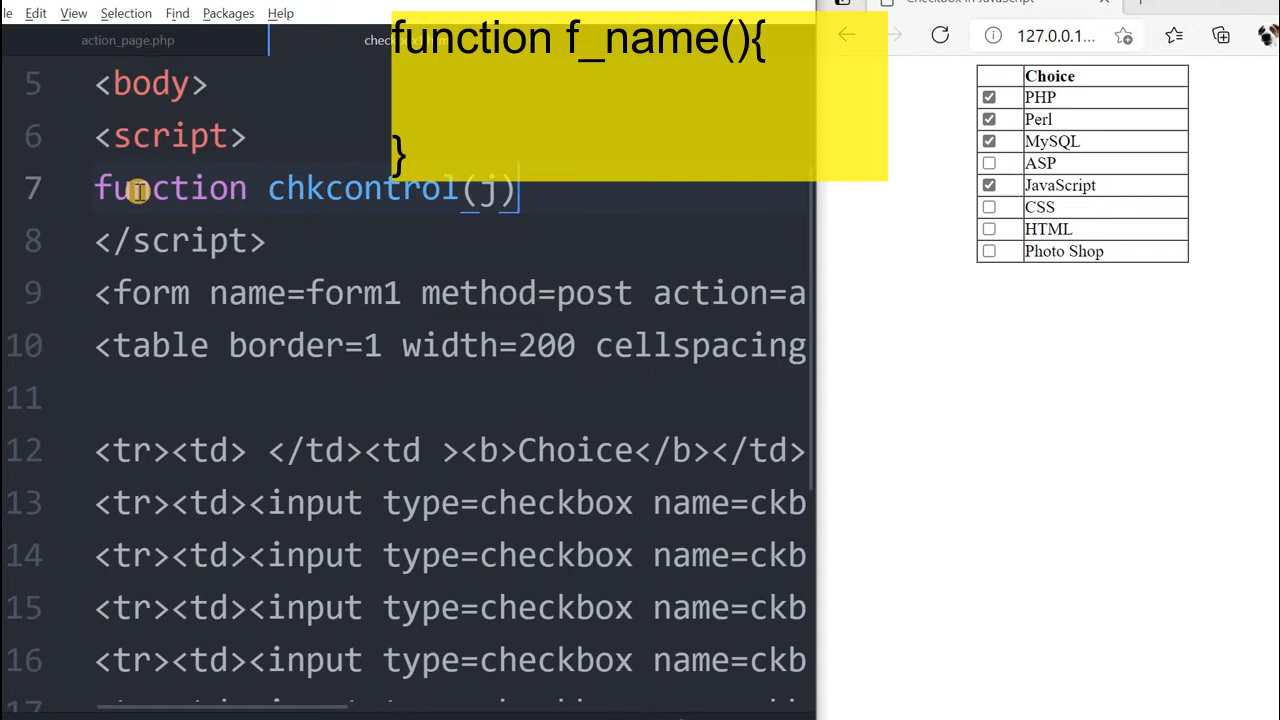 Edit View Selection Find Packages Help
action_page.php
function f_name(){
}
5 <body>
6 <script>
7 function chkcontrol(j)
8 </script>
9 <form name=form1 method=post action=a
10 <table border=1 width=200 cellspacing
11
12 <tr><td> </td><td ><b>Choice</b></td>
13 <tr><td><input type=checkbox name=ckb
14 <tr><td><input type=checkbox name=ckb
15 <tr><td><input type=checkbox name=ckb
16 <tr><td><input type=checkbox name=ckb
Checkbox in JavaScript
127.0.0.1...
Choice
PHP
Perl
MySQL
ASP
JavaScript
CSS
HTML
Photo Shop